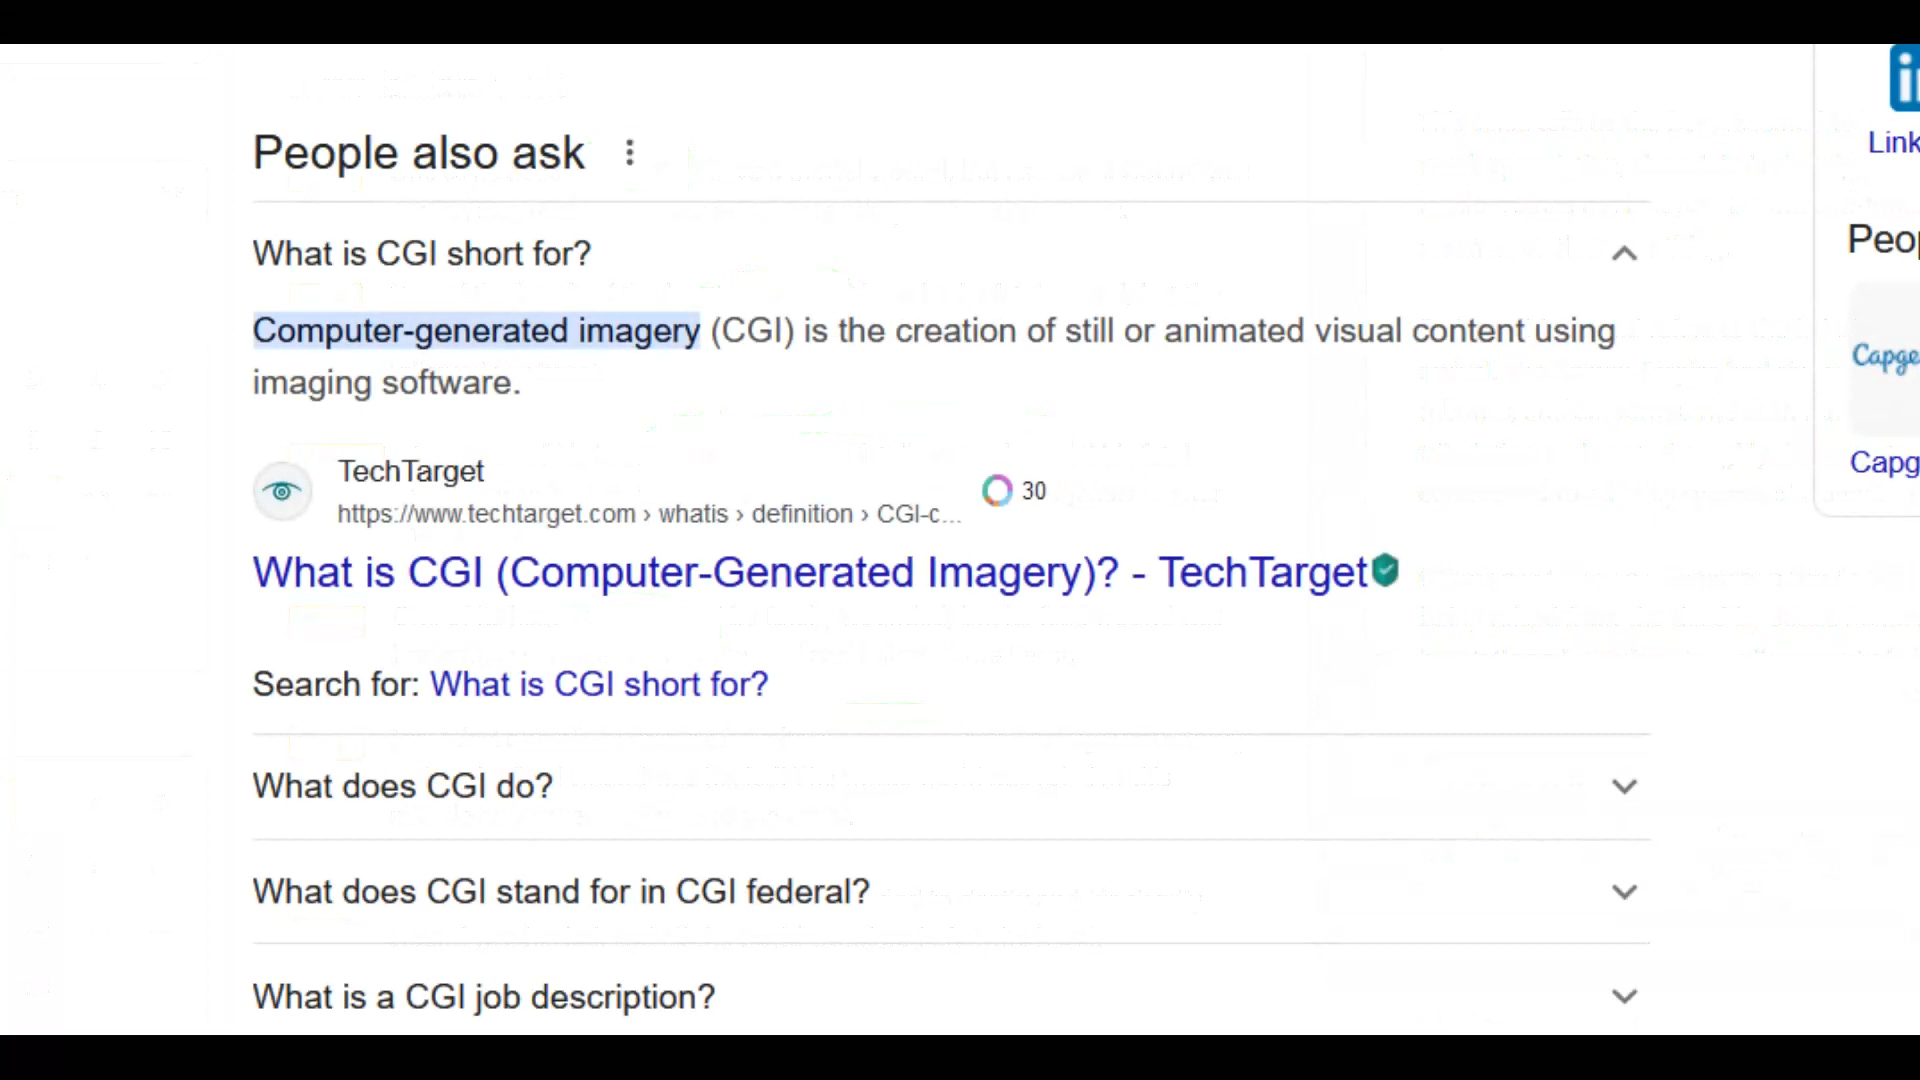 People also ask
What is CGI short for?
Computer-generated imagery (CGI) is the creation of still or animated visual content using
imaging software.
TechTarget
https://www.techtarget.com › whatis › definition › CGI-c...
30
What is CGI (Computer-Generated Imagery)? - TechTarget
Search for: What is CGI short for?
What does CGI do?
What does CGI stand for in CGI federal?
What is a CGI job description?
in
Link
Peop
Capge
Capg